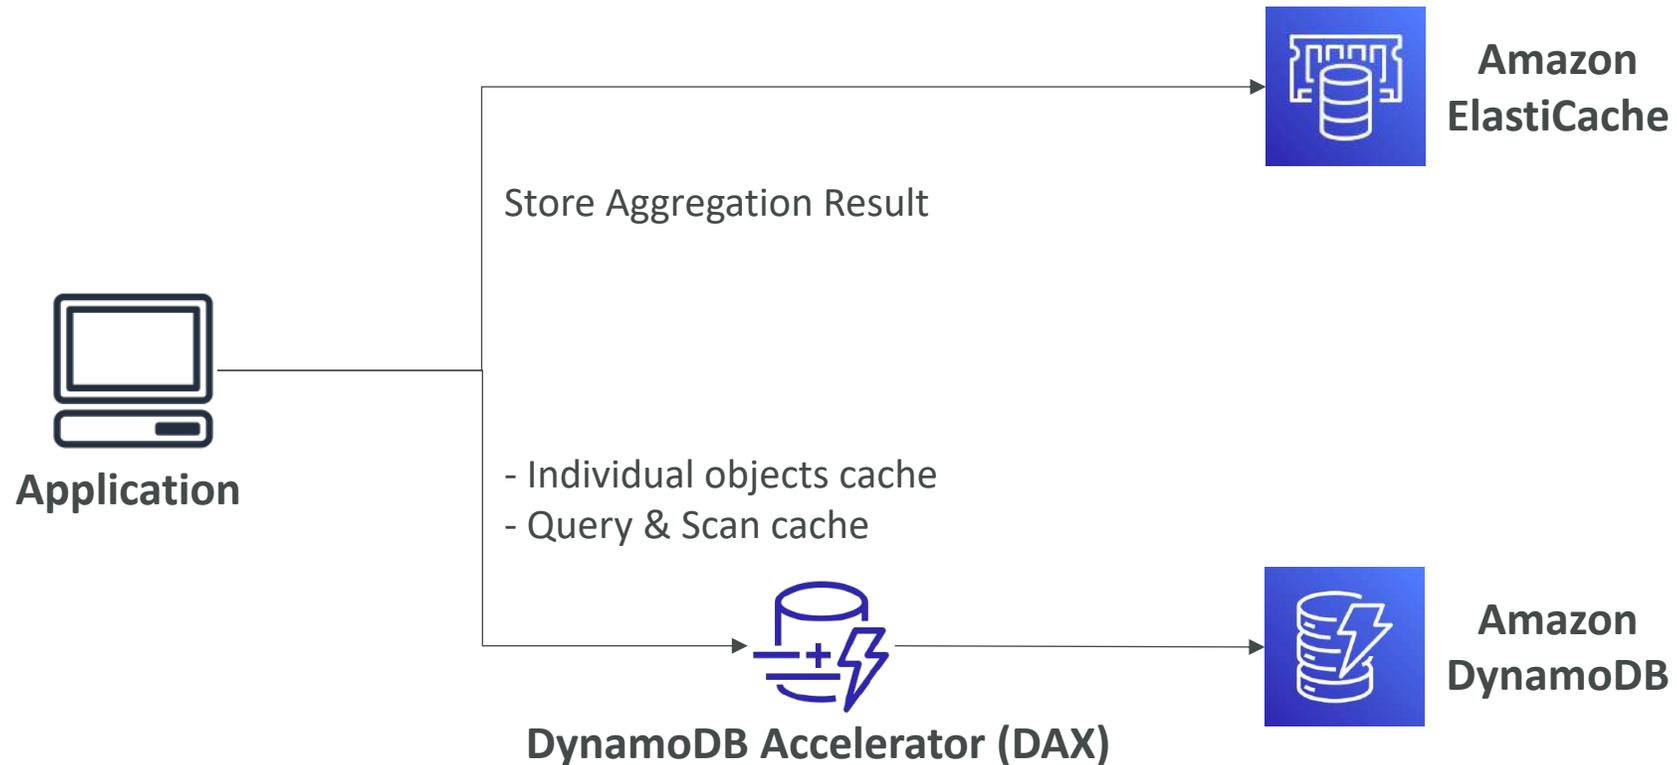 Amazon
ElastiCache
Store Aggregation Result
Application
- Individual objects cache
- Query & Scan cache
DynamoDB Accelerator (DAX)
Amazon
DynamoDB